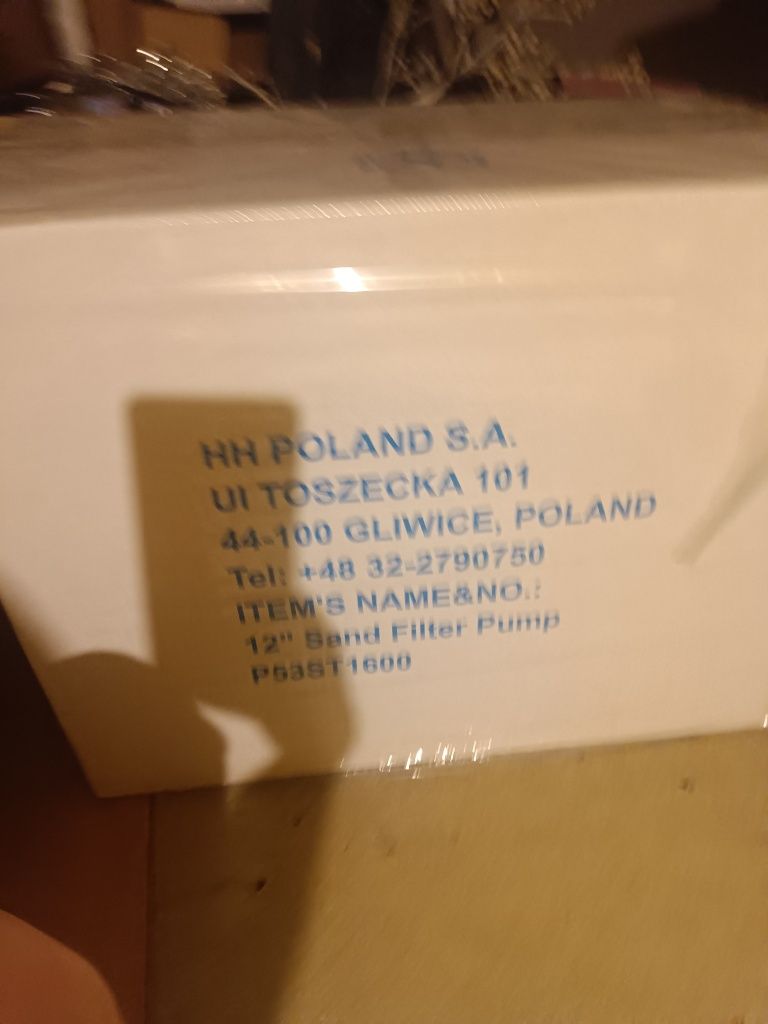 HH POLAND S.A.
Ul TOSZECKA 101
44-100 GLIWICE, POLAND
Tel: +48 32-2790750
ITEM'S NAME&NO.:
12" Sand Filter Pump
P53ST1600